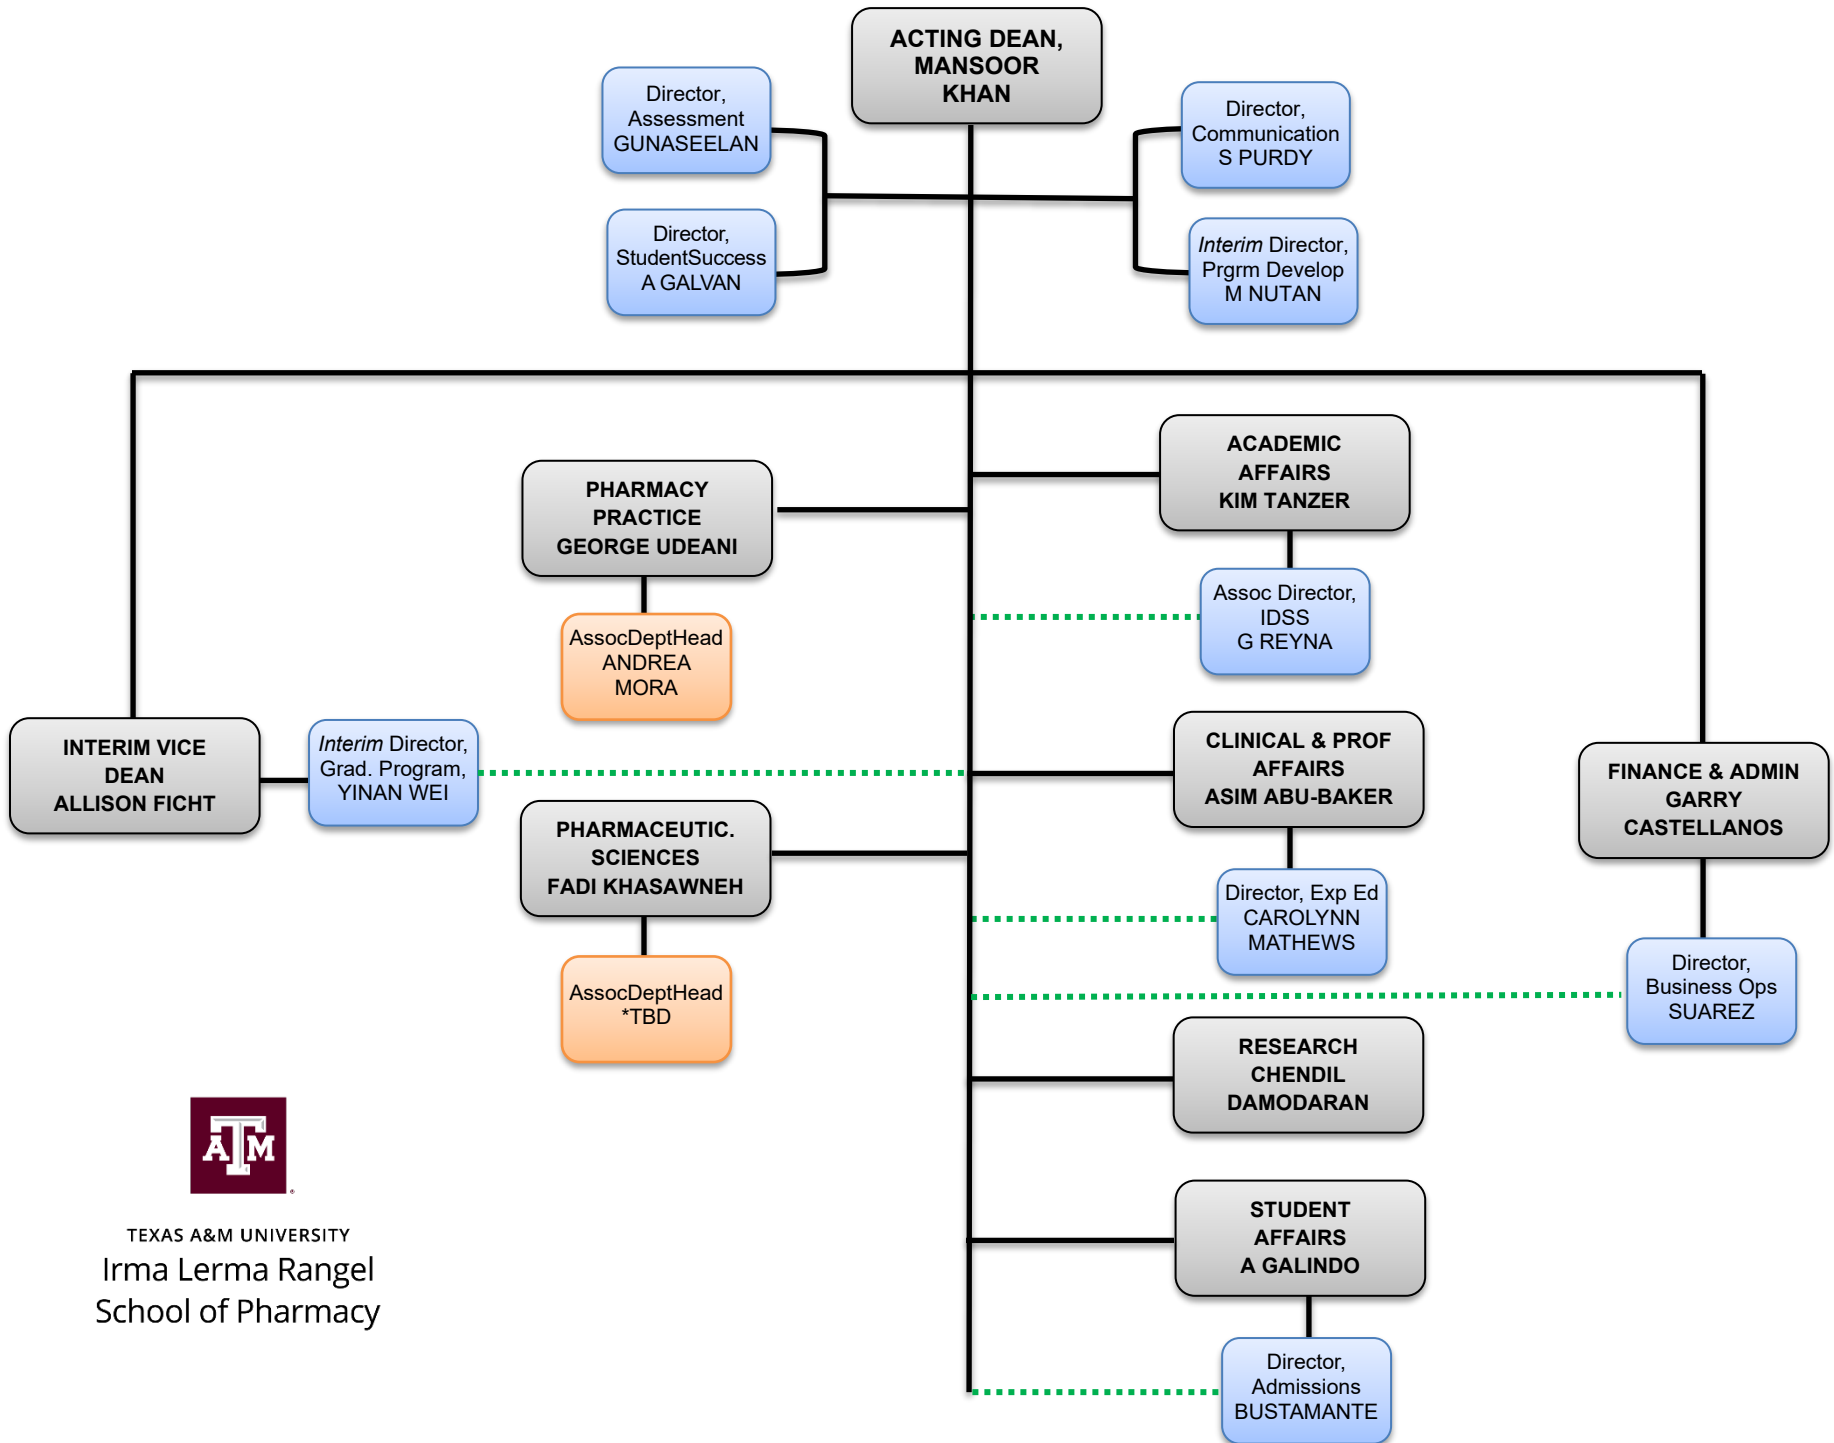 ACTING DEAN,
MANSOOR
KHAN
Director,
Assessment
GUNASEELAN
Director,
Communication
S PURDY
Director,
StudentSuccess
A GALVAN
Interim Director,
Prgrm Develop
M NUTAN
ACADEMIC
AFFAIRS
KIM TANZER
PHARMACY
PRACTICE
GEORGE UDEANI
Assoc Director,
IDSS
G REYNA
AssocDeptHead
ANDREA
MORA
INTERIM VICE
DEAN
ALLISON FICHT
Interim Director,
Grad. Program,
YINAN WEI
CLINICAL & PROF
AFFAIRS
ASIM ABU-BAKER
FINANCE & ADMIN
GARRY
CASTELLANOS
PHARMACEUTIC.
SCIENCES
FADI KHASAWNEH
Director, Exp Ed
CAROLYNN
MATHEWS
Director,
Business Ops
SUAREZ
AssocDeptHead
*TBD
RESEARCH
CHENDIL
DAMODARAN
STUDENT
AFFAIRS
A GALINDO
Director,
Admissions
BUSTAMANTE
ATM
®
TEXAS A&M UNIVERSITY
Irma Lerma Rangel
School of Pharmacy